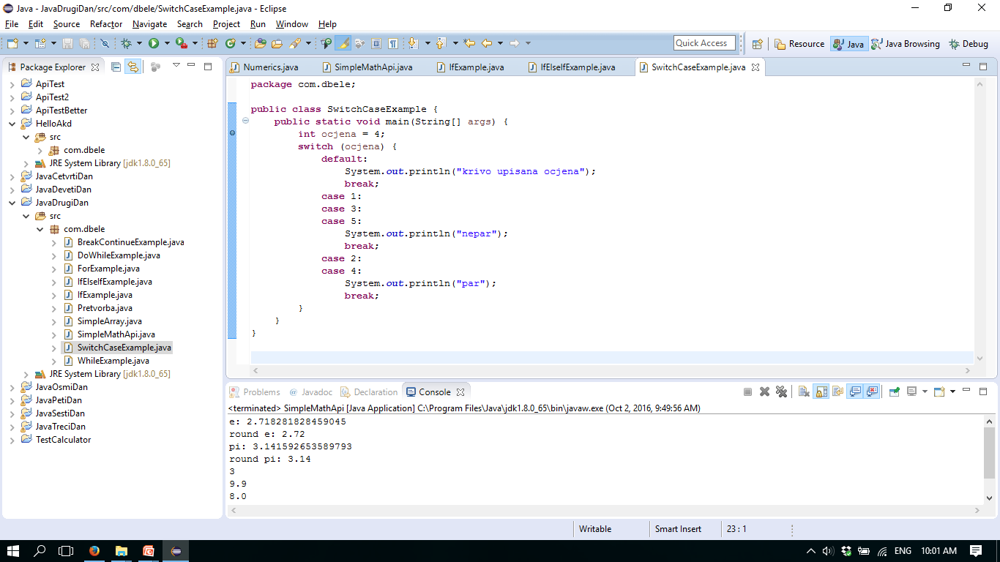 Java - JavaDrugiDan/src/com/dbele/SwitchCaseExample.java - Eclipse
File Edit Source Refactor Navigate Search Project Run Window Help
Quick Access Resource Java Java Browsing Debug
Package Explorer
ApiTest
ApiTest2
ApiTestBetter
HelloAkd
src
com.dbele
JRE System Library [jdk1.8.0_65]
JavaCetvrtiDan
JavaDevetiDan
JavaDrugiDan
src
com.dbele
BreakContinueExample.java
DoWhileExample.java
ForExample.java
IfElseIfExample.java
IfExample.java
Pretvorba.java
SimpleArray.java
SimpleMathApi.java
SwitchCaseExample.java
WhileExample.java
JRE System Library [jdk1.8.0_65]
JavaOsmiDan
JavaPetiDan
JavaSestiDan
JavaTreciDan
TestCalculator
Numerics.java SimpleMathApi.java IfExample.java IfElseIfExample.java SwitchCaseExample.java
package com.dbele;
public class SwitchCaseExample {
public static void main(String[] args) {
int ocjena = 4;
switch (ocjena) {
default:
System.out.println("krivo upisana ocjena");
break;
case 1:
case 3:
case 5:
System.out.println("nepar");
break;
case 2:
case 4:
System.out.println("par");
break;
}
}
}
Problems @ Javadoc Declaration Console
<terminated> SimpleMathApi [Java Application] C:\Program Files\Java\jdk1.8.0_65\bin\javaw.exe (Oct 2, 2016, 9:49:56 AM)
e: 2.718281828459045
round e: 2.72
pi: 3.141592653589793
round pi: 3.14
3
9.9
8.0
Writable Smart Insert 23 : 1
ENG 10:01 AM